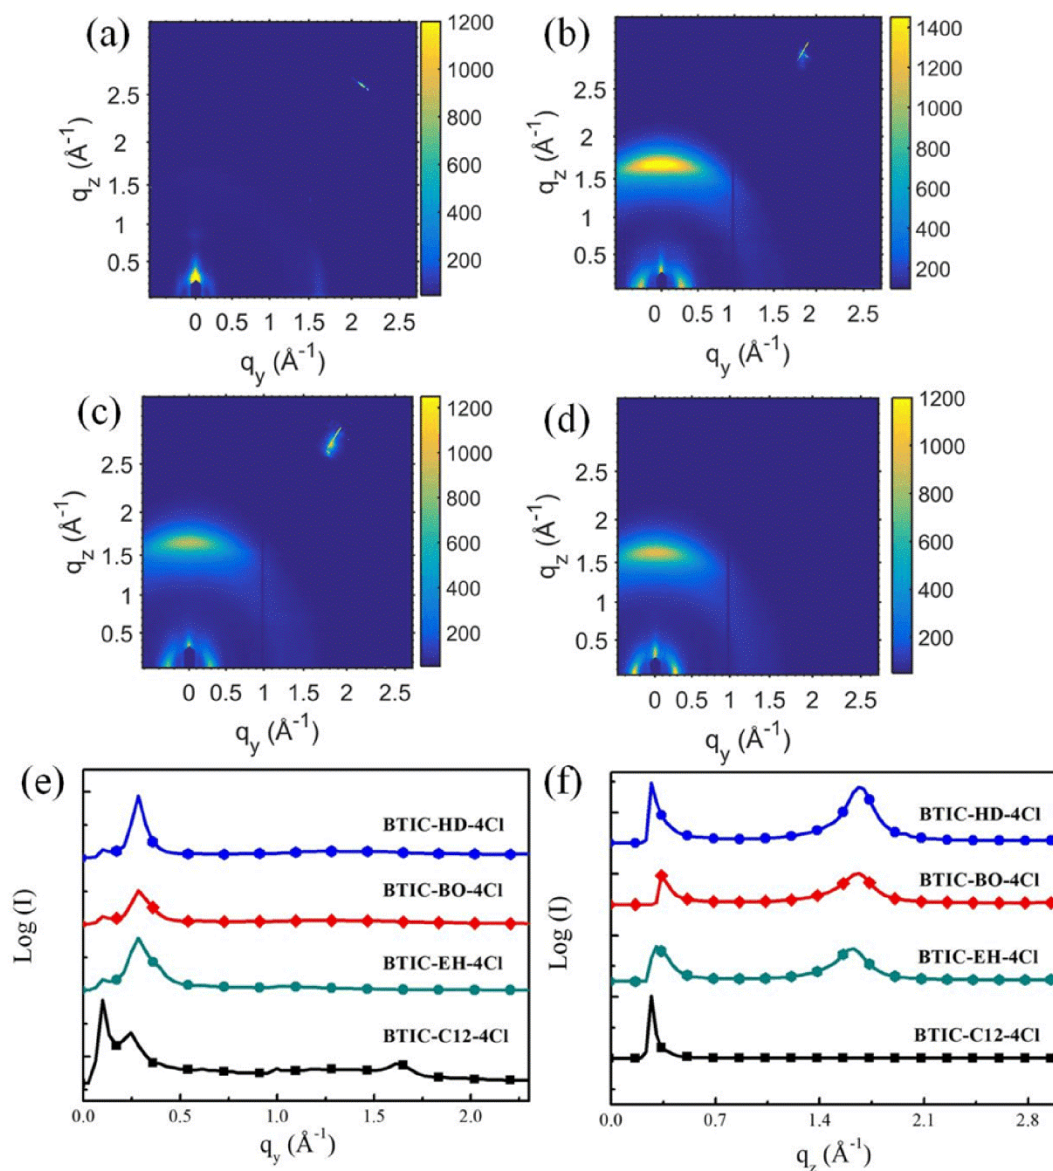 (a)
1200
1000
800
600
400
200
2.5
2
1.5
1
0.5
q_z (Å⁻¹)
0 0.5 1 1.5 2 2.5
q_y (Å⁻¹)
(b)
1400
1200
1000
800
600
400
200
2.5
2
1.5
1
0.5
q_z (Å⁻¹)
0 0.5 1 1.5 2 2.5
q_y (Å⁻¹)
(c)
1200
1000
800
600
400
200
2.5
2
1.5
1
0.5
q_z (Å⁻¹)
0 0.5 1 1.5 2 2.5
q_y (Å⁻¹)
(d)
1200
1000
800
600
400
200
2.5
2
1.5
1
0.5
q_z (Å⁻¹)
0 0.5 1 1.5 2 2.5
q_y (Å⁻¹)
(e)
BTIC-HD-4Cl
BTIC-BO-4Cl
BTIC-EH-4Cl
BTIC-C12-4Cl
Log (I)
0.0 0.5 1.0 1.5 2.0
q_y (Å⁻¹)
(f)
BTIC-HD-4Cl
BTIC-BO-4Cl
BTIC-EH-4Cl
BTIC-C12-4Cl
Log (I)
0.0 0.7 1.4 2.1 2.8
q_z (Å⁻¹)